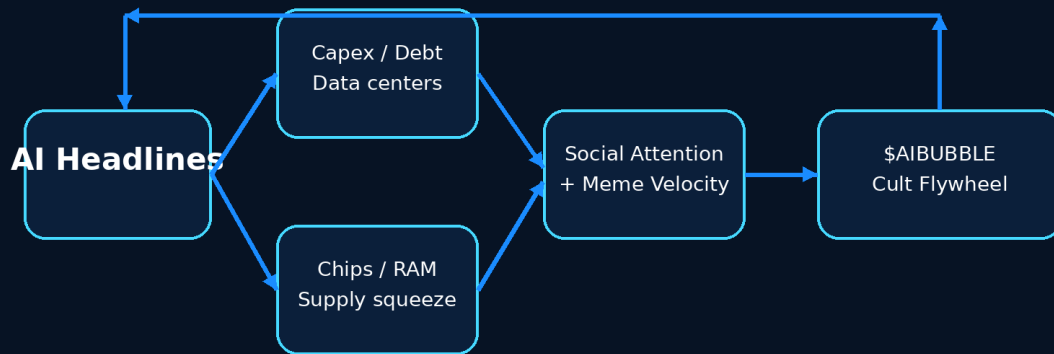 AI Headlines
Capex / Debt
Data centers
Chips / RAM
Supply squeeze
Social Attention
+ Meme Velocity
$AIBUBBLE
Cult Flywheel